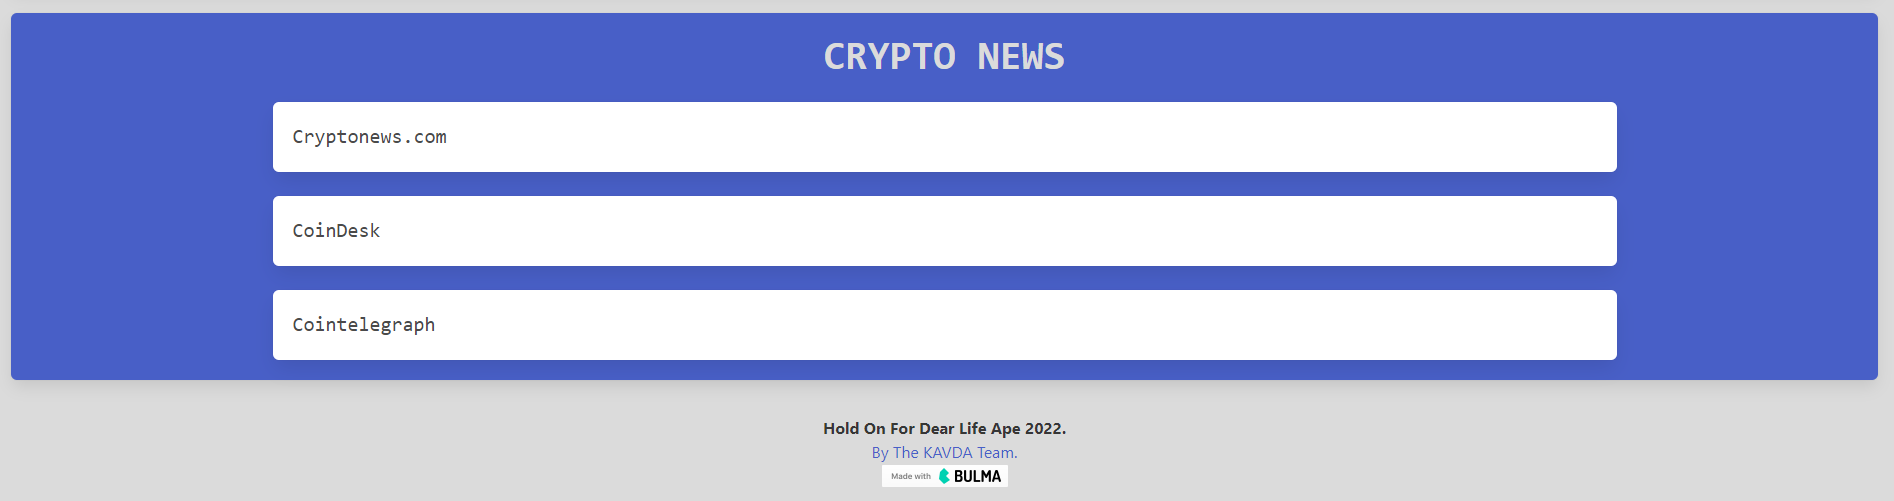 CRYPTO NEWS
Cryptonews.com
CoinDesk
Cointelegraph
Hold On For Dear Life Ape 2022.
By The KAVDA Team.
Made with BULMA